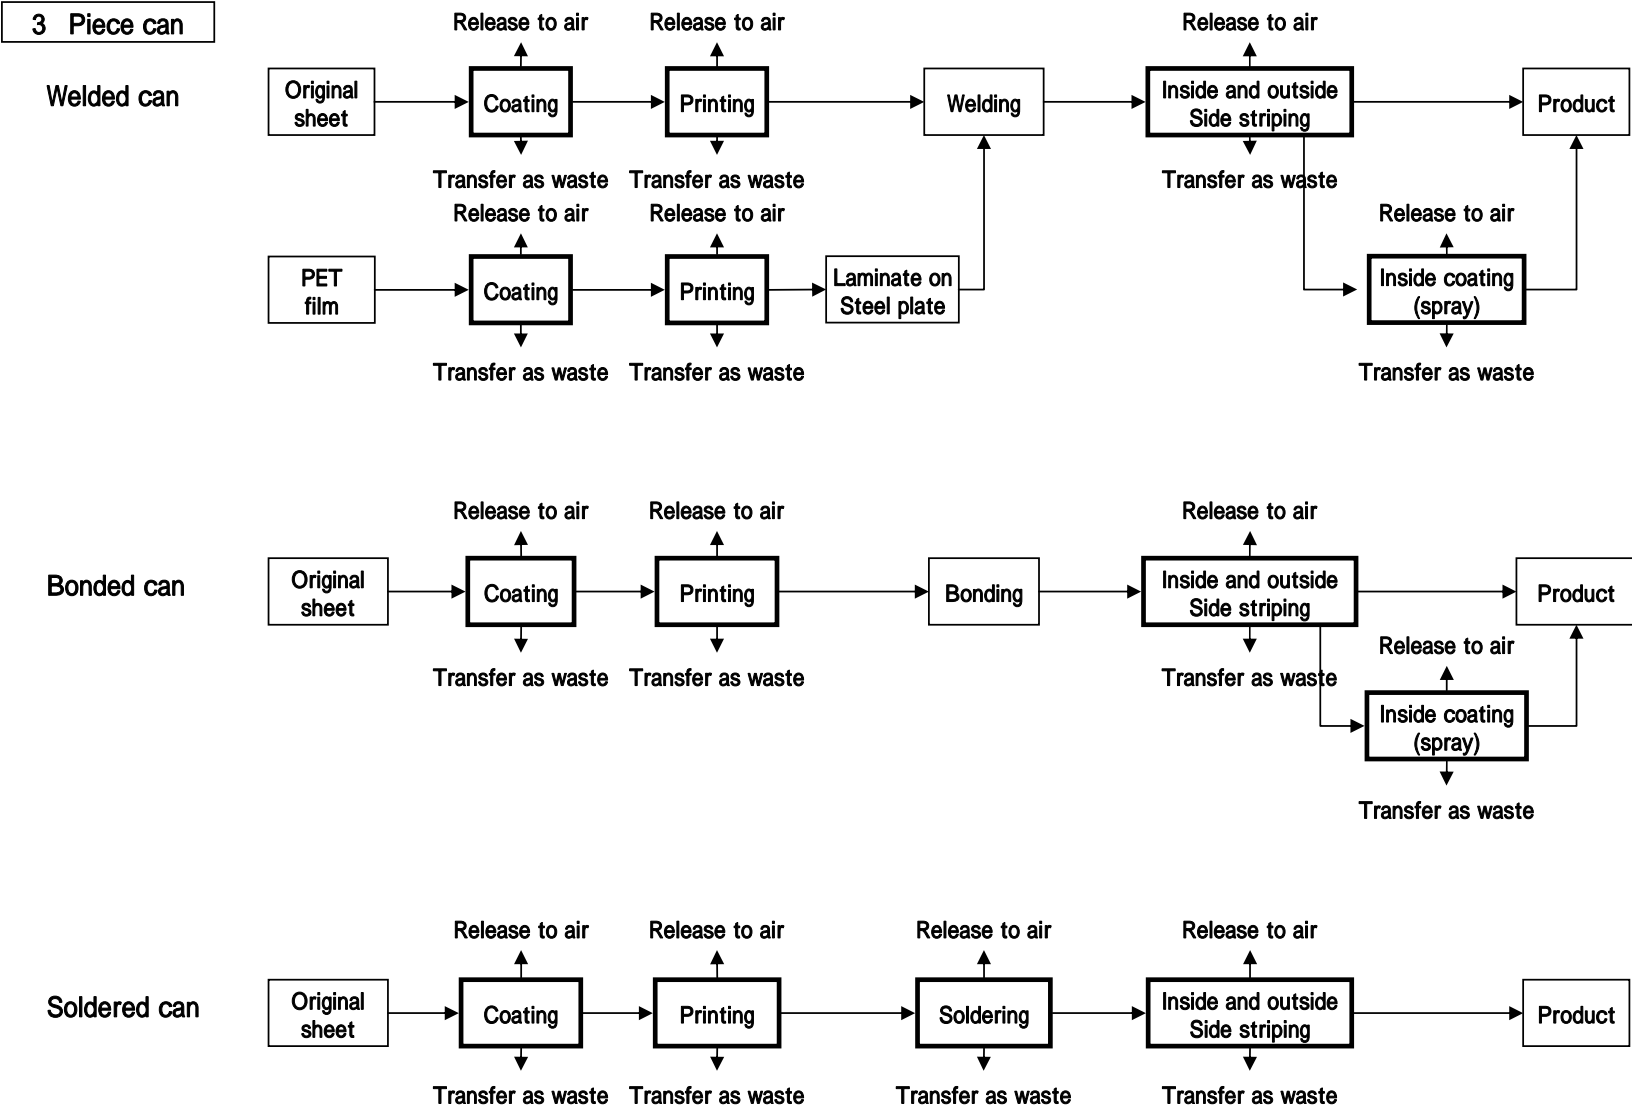 3 Piece can
Release to air
Release to air
Release to air
Welded can
Original
sheet
Coating
Printing
Welding
Inside and outside
Side striping
Product
Transfer as waste
Transfer as waste
Transfer as waste
Release to air
Release to air
Release to air
PET
film
Coating
Printing
Laminate on
Steel plate
Inside coating
(spray)
Transfer as waste
Transfer as waste
Transfer as waste
Release to air
Release to air
Release to air
Bonded can
Original
sheet
Coating
Printing
Bonding
Inside and outside
Side striping
Product
Transfer as waste
Transfer as waste
Transfer as waste
Release to air
Inside coating
(spray)
Transfer as waste
Release to air
Release to air
Release to air
Release to air
Soldered can
Original
sheet
Coating
Printing
Soldering
Inside and outside
Side striping
Product
Transfer as waste
Transfer as waste
Transfer as waste
Transfer as waste